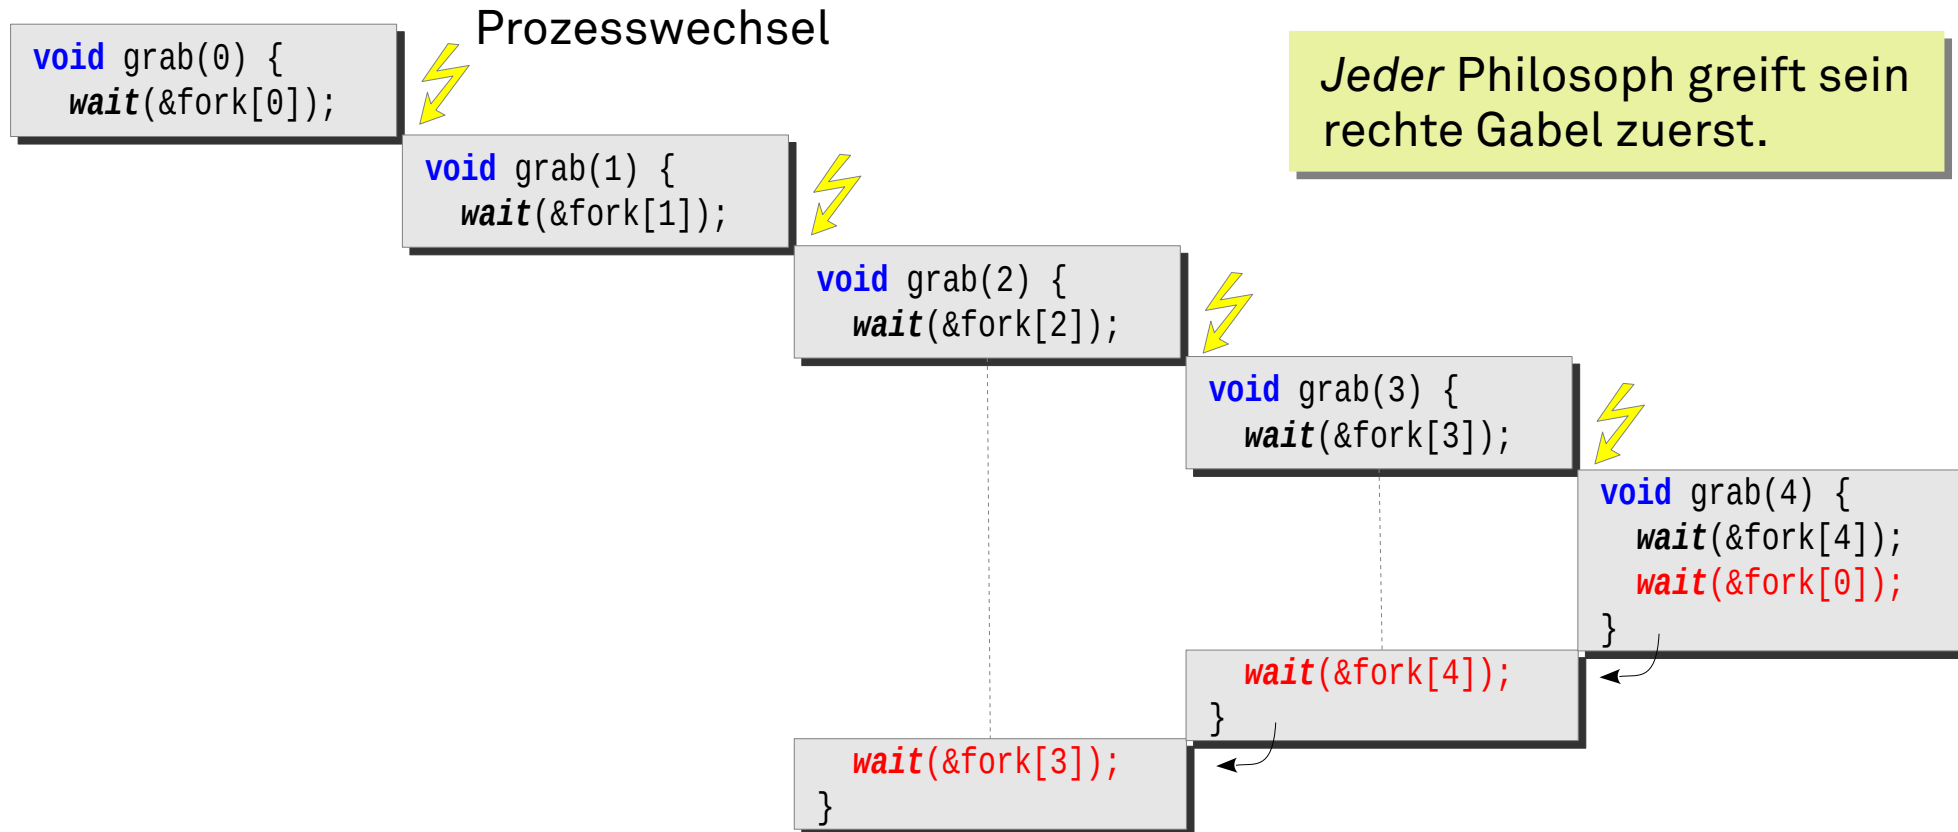 Prozesswechsel
void grab(0) {
wait(&fork[0]);
Jeder Philosoph greift sein
rechte Gabel zuerst.
void grab(1) {
wait(&fork[1]);
void grab(2) {
wait(&fork[2]);
void grab(3) {
wait(&fork[3]);
void grab(4) {
wait(&fork[4]);
wait(&fork[0]);
}
wait(&fork[4]);
}
wait(&fork[3]);
}